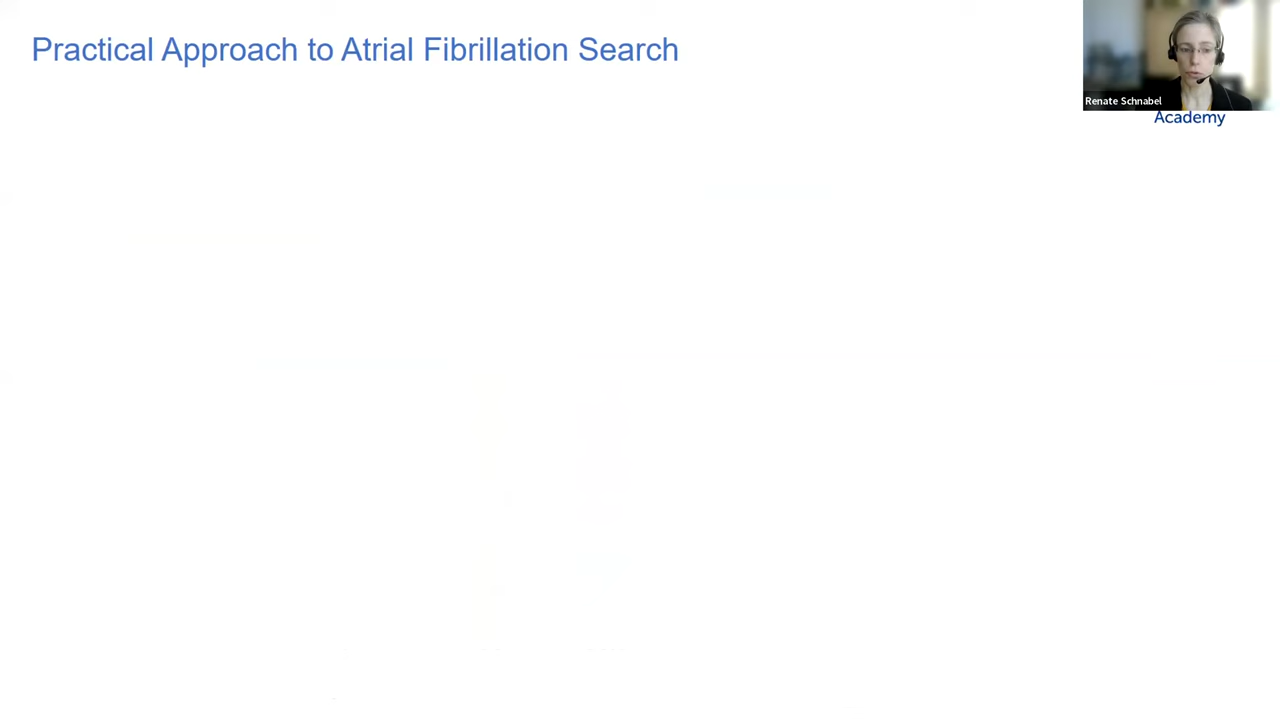 Practical Approach to Atrial Fibrillation Search
Renate Schnabel
Academy